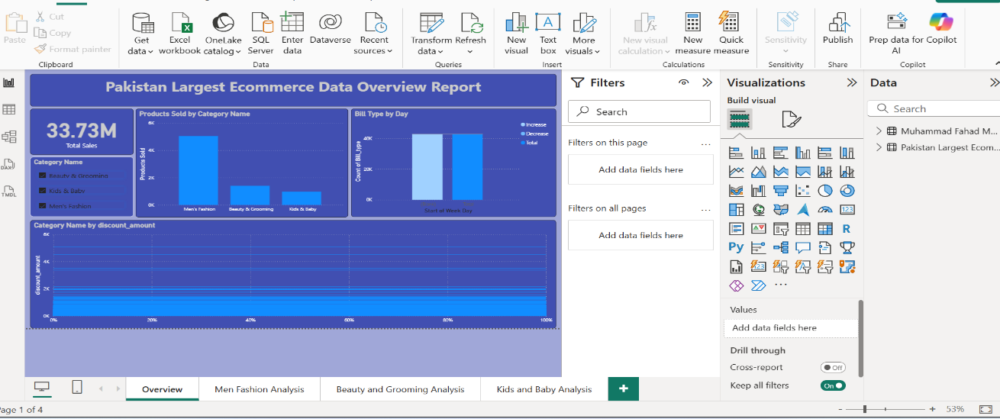 Cut
Copy
Format painter
Paste
Clipboard
Get data
Excel workbook
OneLake catalog
SQL Server
Enter data
Dataverse
Recent sources
Data
Transform data
Refresh
Queries
New visual
Text box
More visuals
Insert
New visual calculation
New measure
Quick measure
Calculations
Sensitivity
Sensitivity
Publish
Share
Prep data for AI
Copilot
Copilot
DAX
TMDL
Pakistan Largest Ecommerce Data Overview Report
33.73M
Total Sales
Category Name
Beauty & Grooming
Kids & Baby
Men's Fashion
Products Sold by Category Name
Products Sold
6K
4K
2K
0K
Men's Fashion
Beauty & Grooming
Kids & Baby
Bill Type by Day
Count of Bill_type
40K
20K
0K
Start of Week Day
Increase
Decrease
Total
Category Name by discount_amount
discount_amount
6K
4K
2K
0K
0%
20%
40%
60%
80%
100%
Filters
Search
Filters on this page
...
Add data fields here
Filters on all pages
...
Add data fields here
Visualizations
Build visual
123
R
Py
123
...
Values
Add data fields here
Drill through
Cross-report
Off
Keep all filters
On
Data
Search
Muhammad Fahad M...
Pakistan Largest Ecom...
Overview
Men Fashion Analysis
Beauty and Grooming Analysis
Kids and Baby Analysis
+
Page 1 of 4
- + 53%